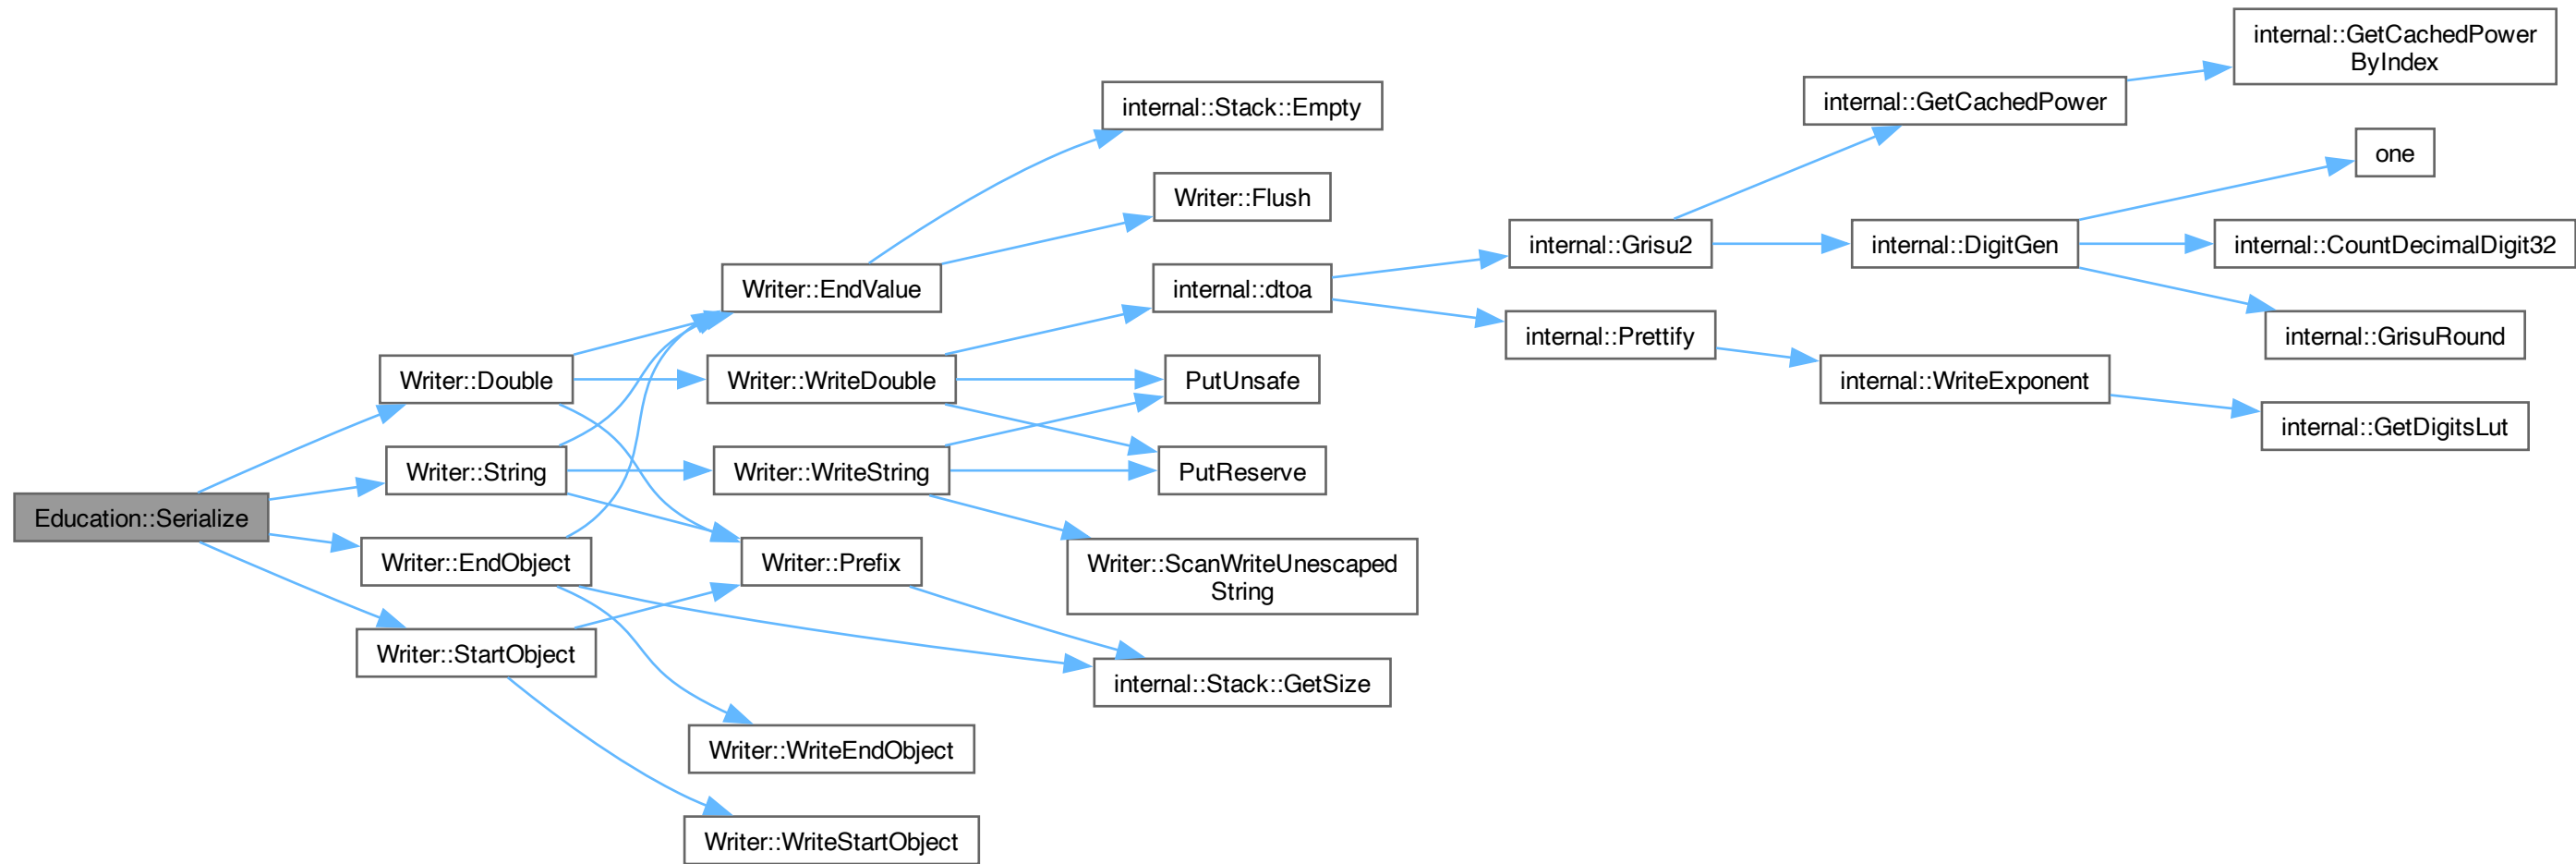 Education::Serialize
Writer::Double
Writer::String
Writer::EndObject
Writer::StartObject
Writer::EndValue
Writer::WriteDouble
Writer::WriteString
Writer::Prefix
Writer::WriteEndObject
Writer::WriteStartObject
internal::Stack::Empty
Writer::Flush
internal::dtoa
PutUnsafe
PutReserve
Writer::ScanWriteUnescaped
String
internal::Stack::GetSize
internal::Grisu2
internal::Prettify
internal::GetCachedPower
internal::DigitGen
internal::WriteExponent
internal::GetCachedPower
ByIndex
one
internal::CountDecimalDigit32
internal::GrisuRound
internal::GetDigitsLut